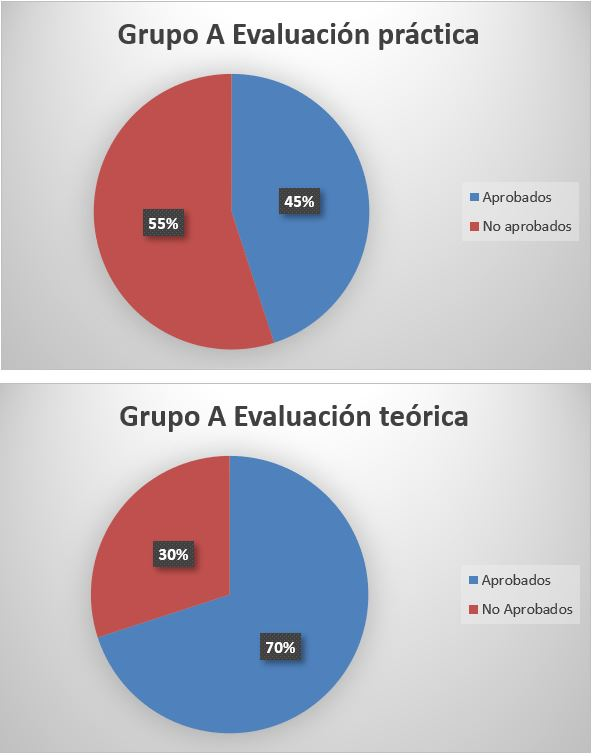 Grupo A Evaluación práctica
45%
55%
Aprobados
No aprobados
Grupo A Evaluación teórica
30%
70%
Aprobados
No Aprobados